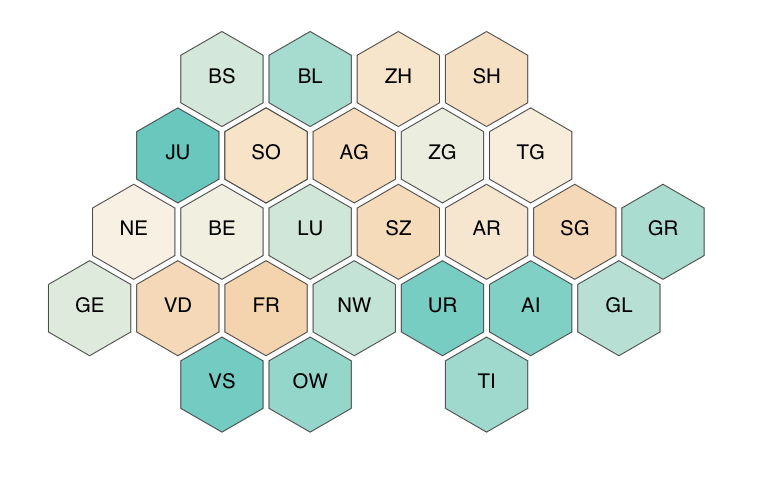 BS BL ZH SH
JU SO AG ZG TG
NE BE LU SZ AR SG GR
GE VD FR NW UR AI GL
VS OW TI